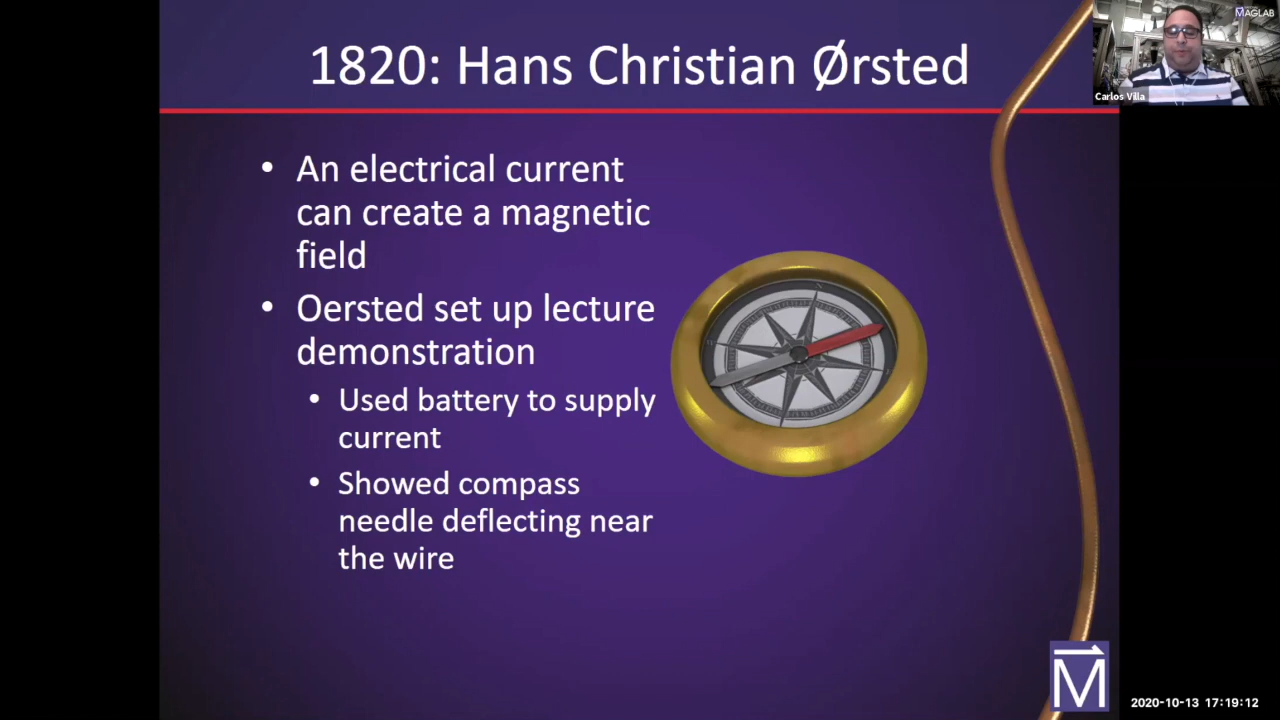 1820: Hans Christian Ørsted
MAGLAB
Carlos Villa
• An electrical current
can create a magnetic
field
• Oersted set up lecture
demonstration
• Used battery to supply
current
• Showed compass
needle deflecting near
the wire
M
2020-10-13 17:19:12